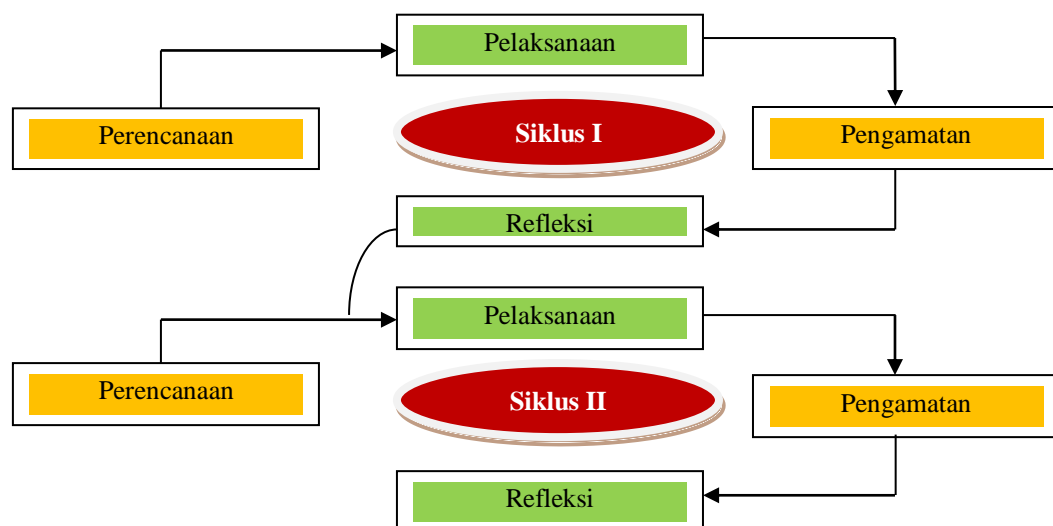 Pelaksanaan
Perencanaan
Siklus I
Pengamatan
Refleksi
Pelaksanaan
Perencanaan
Siklus II
Pengamatan
Refleksi